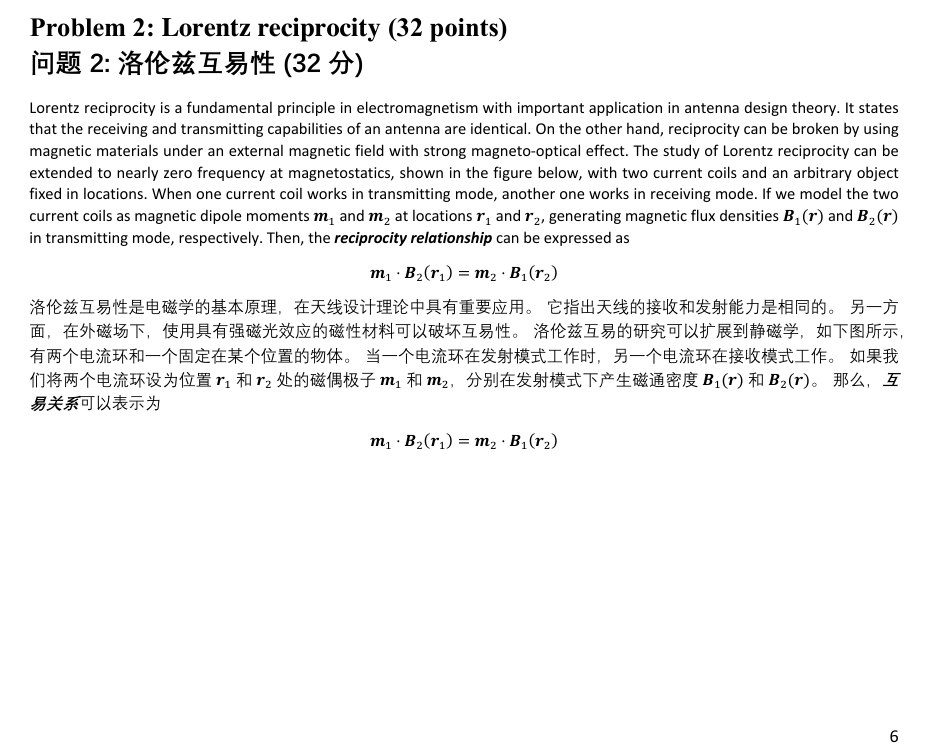 Problem 2: Lorentz reciprocity (32 points)
问题 2: 洛伦兹互易性 (32 分)
Lorentz reciprocity is a fundamental principle in electromagnetism with important application in antenna design theory. It states
that the receiving and transmitting capabilities of an antenna are identical. On the other hand, reciprocity can be broken by using
magnetic materials under an external magnetic field with strong magneto-optical effect. The study of Lorentz reciprocity can be
extended to nearly zero frequency at magnetostatics, shown in the figure below, with two current coils and an arbitrary object
fixed in locations. When one current coil works in transmitting mode, another one works in receiving mode. If we model the two
current coils as magnetic dipole moments m₁ and m₂ at locations r₁ and r₂, generating magnetic flux densities B₁(r) and B₂(r)
in transmitting mode, respectively. Then, the reciprocity relationship can be expressed as
m₁ · B₂(r₁) = m₂ · B₁(r₂)
洛伦兹互易性是电磁学的基本原理，在天线设计理论中具有重要应用。 它指出天线的接收和发射能力是相同的。 另一方
面，在外磁场下，使用具有强磁光效应的磁性材料可以破坏互易性。 洛伦兹互易的研究可以扩展到静磁学，如下图所示，
有两个电流环和一个固定在某个位置的物体。 当一个电流环在发射模式工作时，另一个电流环在接收模式工作。 如果我
们将两个电流环设为位置 r₁ 和 r₂ 处的磁偶极子 m₁ 和 m₂，分别在发射模式下产生磁通密度 B₁(r) 和 B₂(r)。 那么，互
易关系可以表示为
m₁ · B₂(r₁) = m₂ · B₁(r₂)
6